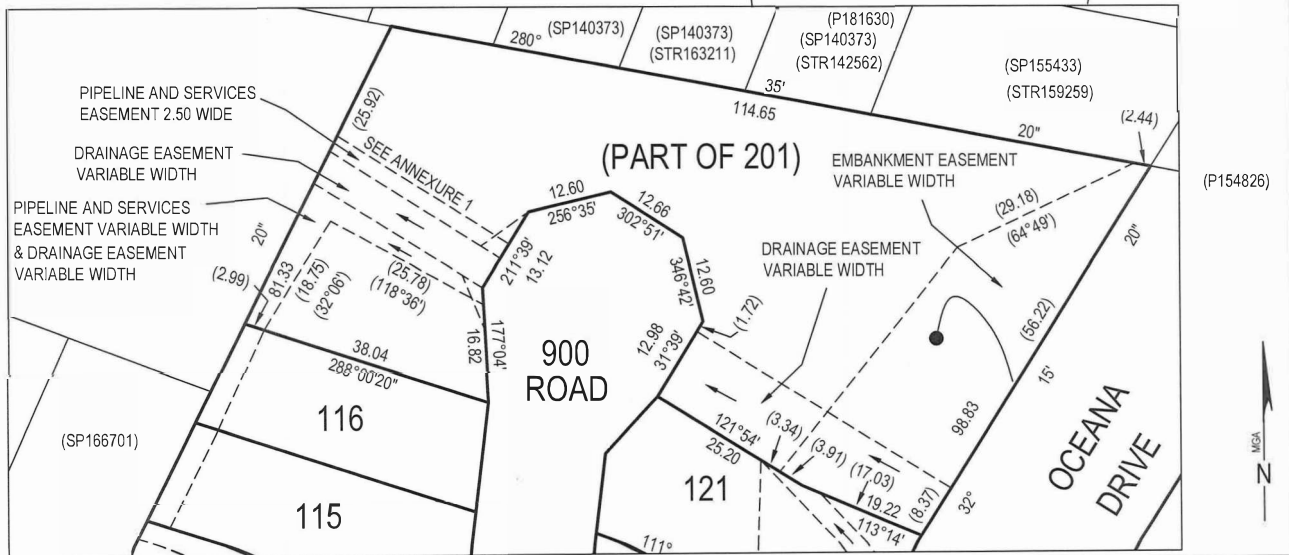 (SP140373)
(SP140373)
(STR163211)
(P181630)
(SP140373)
(STR142562)
(SP155433)
(STR159259)
280°
35'
20"
114.65
(2.44)
(P154826)
PIPELINE AND SERVICES
EASEMENT 2.50 WIDE
(25.92)
SEE ANNEXURE 1
DRAINAGE EASEMENT
VARIABLE WIDTH
PIPELINE AND SERVICES
EASEMENT VARIABLE WIDTH
& DRAINAGE EASEMENT
VARIABLE WIDTH
(PART OF 201)
EMBANKMENT EASEMENT
VARIABLE WIDTH
(29.18)
(64°49')
12.60
256°35'
12.66
302°51'
211°39'
13.12
12.60
346°42'
DRAINAGE EASEMENT
VARIABLE WIDTH
20"
20"
(2.99)
81.33
(18.75)
(32°06')
(25.78)
(118°36')
(1.72)
12.98
31°39'
(56.22)
177°04'
16.82
38.04
288°00'20"
900
ROAD
15'
98.83
116
(SP166701)
121°54'
25.20
(3.34)
(3.91)
(17.03)
19.22
113°14'
(8.37)
32°
OCEANA
DRIVE
MGA
N
121
115
111°